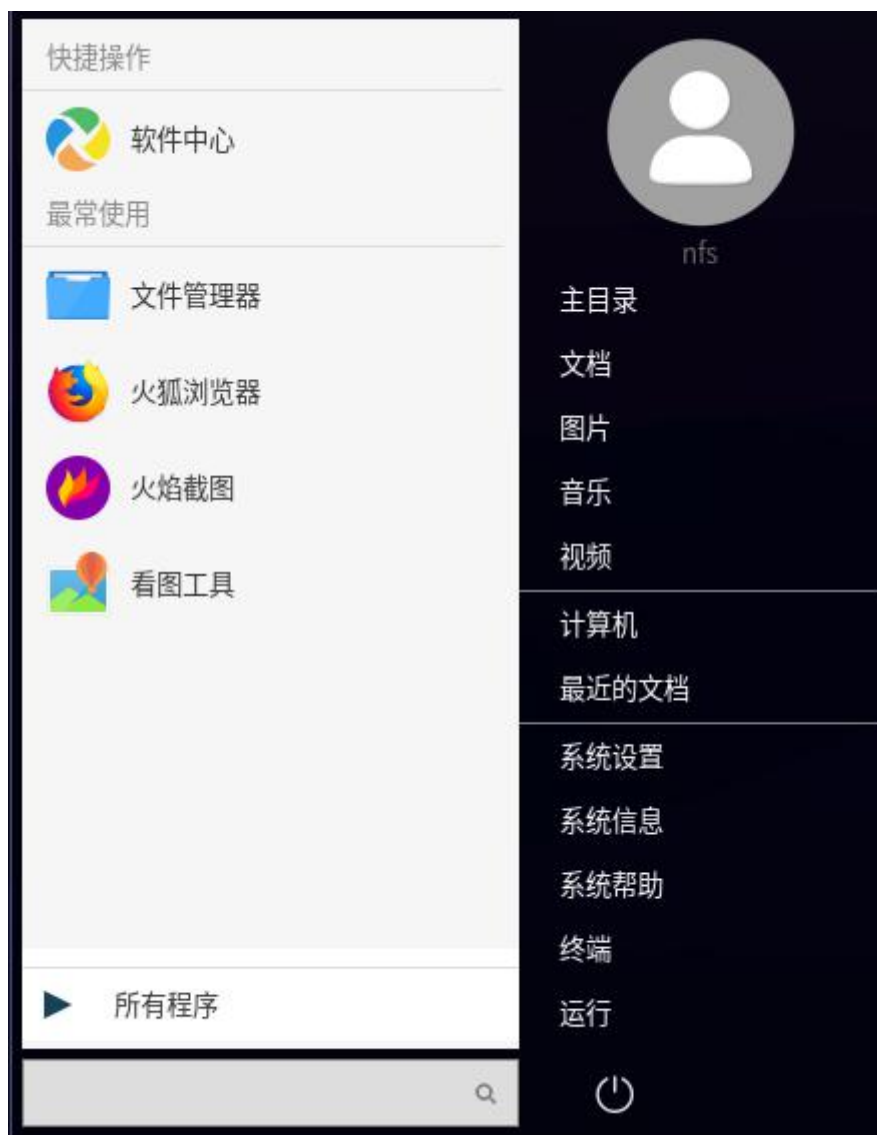 快捷操作
软件中心
最常使用
文件管理器
火狐浏览器
火焰截图
看图工具
所有程序
nfs
主目录
文档
图片
音乐
视频
计算机
最近的文档
系统设置
系统信息
系统帮助
终端
运行